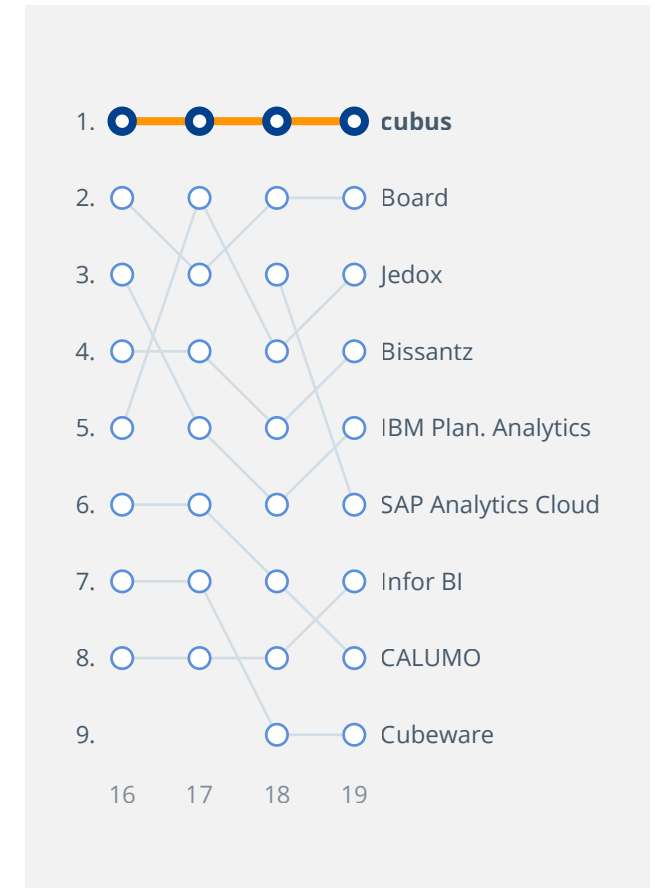 1. cubus
2. Board
3. Jedox
4. Bissantz
5. IBM Plan. Analytics
6. SAP Analytics Cloud
7. Infor BI
8. CALUMO
9. Cubeware
16 17 18 19